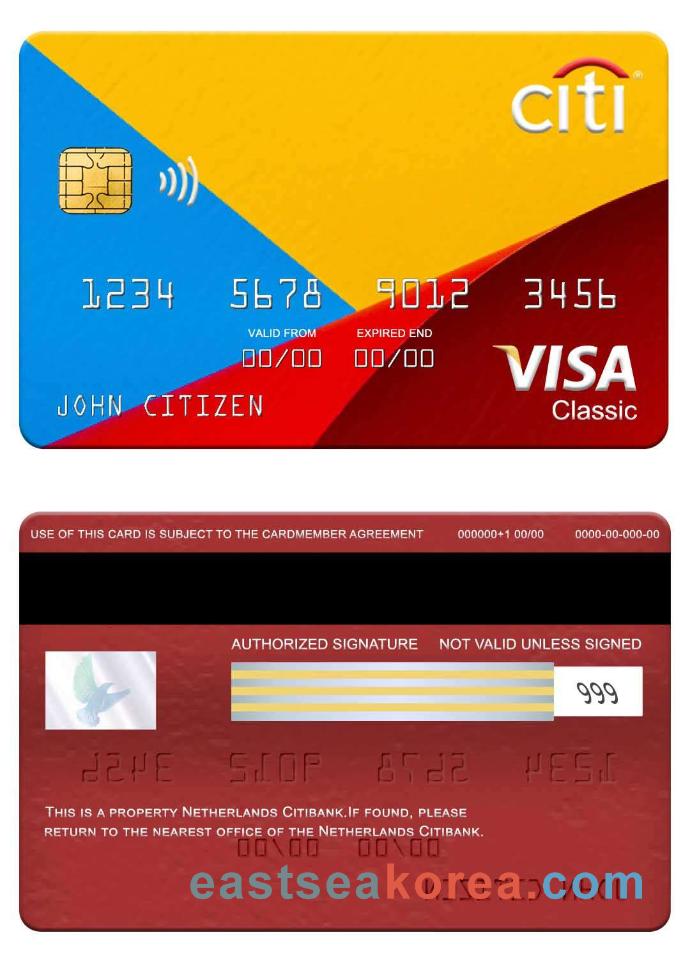 citi®
1234 5678 9012 3456
VALID FROM EXPIRED END
00/00 00/00
VISA
JOHN CITIZEN
Classic
USE OF THIS CARD IS SUBJECT TO THE CARDMEMBER AGREEMENT 000000+1 00/00 0000-00-000-00
AUTHORIZED SIGNATURE NOT VALID UNLESS SIGNED
999
THIS IS A PROPERTY NETHERLANDS CITIBANK.IF FOUND, PLEASE
RETURN TO THE NEAREST OFFICE OF THE NETHERLANDS CITIBANK.
00/00 00/00
eastseakorea.com